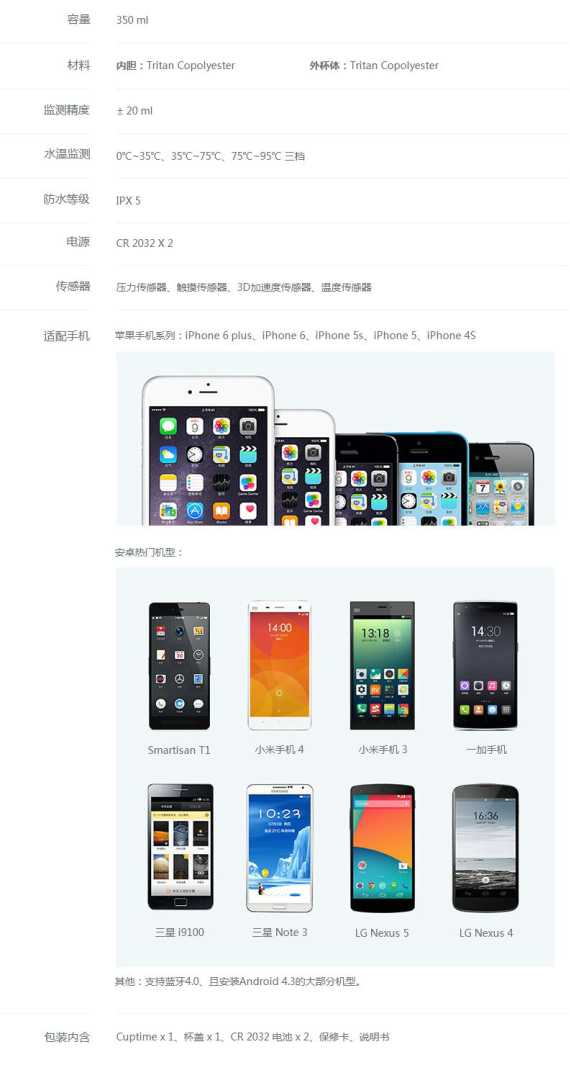 容量 350 ml
材料 内胆：Tritan Copolyester 外杯体：Tritan Copolyester
监测精度 ± 20 ml
水温监测 0℃~35℃、35℃~75℃、75℃~95℃ 三档
防水等级 IPX 5
电源 CR 2032 X 2
传感器 压力传感器、触摸传感器、3D加速度传感器、温度传感器
适配手机 苹果手机系列：iPhone 6 plus、iPhone 6、iPhone 5s、iPhone 5、iPhone 4S
安卓热门机型：
14:00 13:18 14:30
Smartisan T1 小米手机 4 小米手机 3 一加手机
SAMSUNG
10:23 16:36
三星 i9100 三星 Note 3 LG Nexus 5 LG Nexus 4
其他：支持蓝牙4.0、且安装Android 4.3的大部分机型。
包装内含 Cuptime x 1、杯盖 x 1、CR 2032 电池 x 2、保修卡、说明书